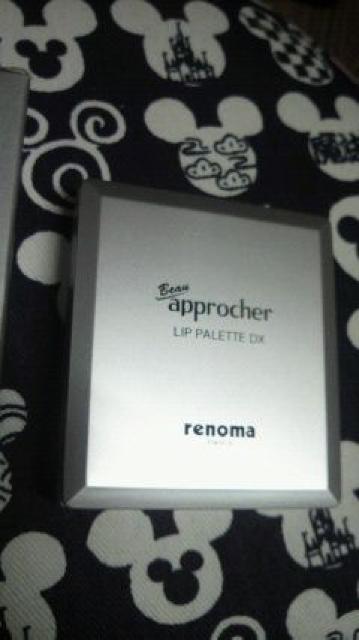 Beau
approcher
LIP PALETTE DX
renoma